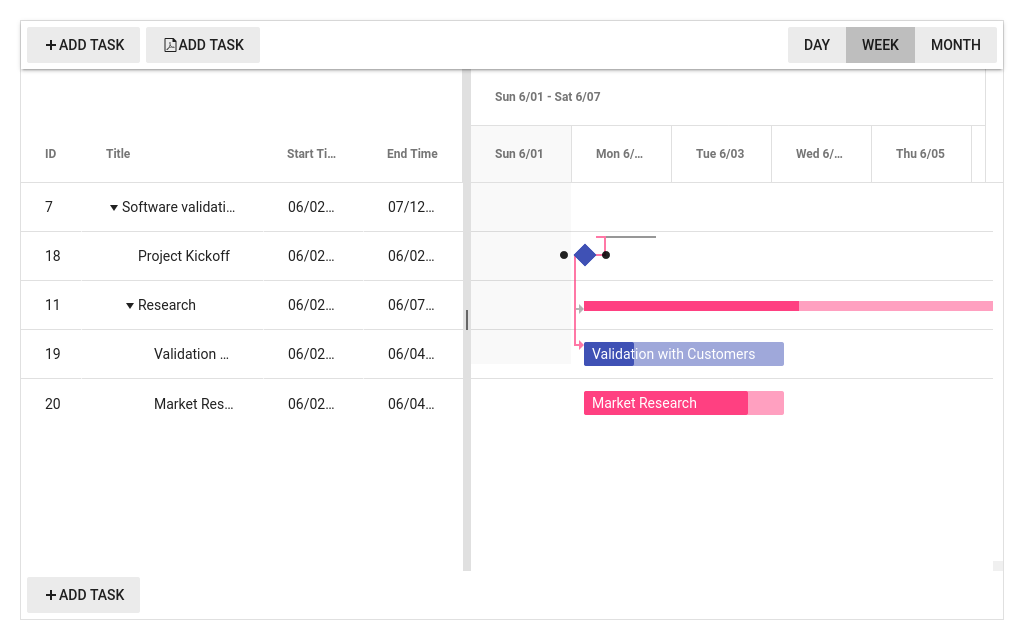 ADD TASK
ADD TASK
DAY WEEK MONTH
Sun 6/01 - Sat 6/07
ID Title Start Ti… End Time
Sun 6/01 Mon 6/… Tue 6/03 Wed 6/… Thu 6/05
7 Software validati… 06/02… 07/12…
18 Project Kickoff 06/02… 06/02…
11 Research 06/02… 06/07…
19 Validation … 06/02… 06/04…
Validation with Customers
20 Market Res… 06/02… 06/04…
Market Research
ADD TASK